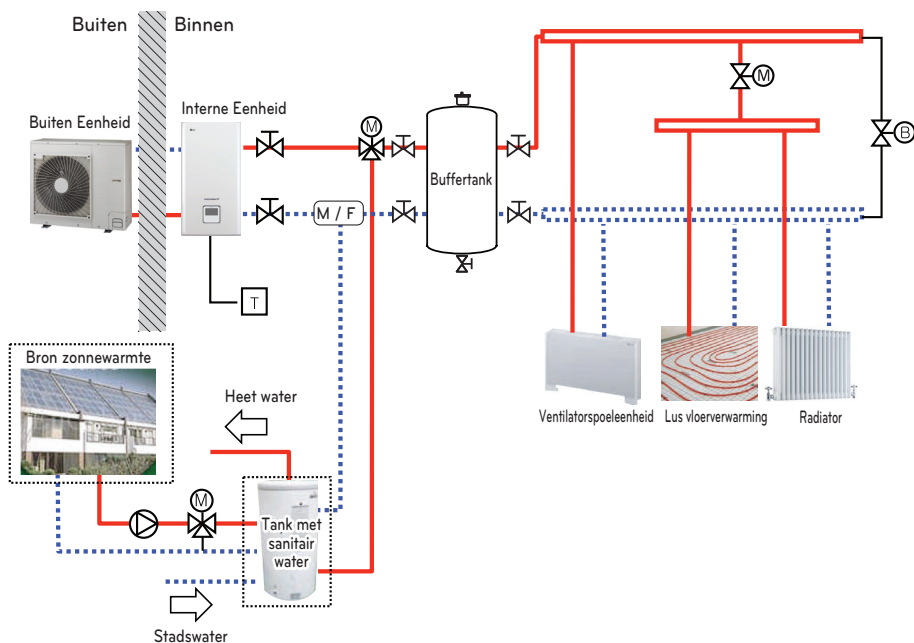 Buiten
Binnen
Buiten Eenheid
Interne Eenheid
M
M
Buffertank
B
M / F
T
Bron zonnewarmte
Heet water
Ventilatorspoeleenheid
Lus vloerverwarming
Radiator
M
Tank met
sanitair
water
Stadswater